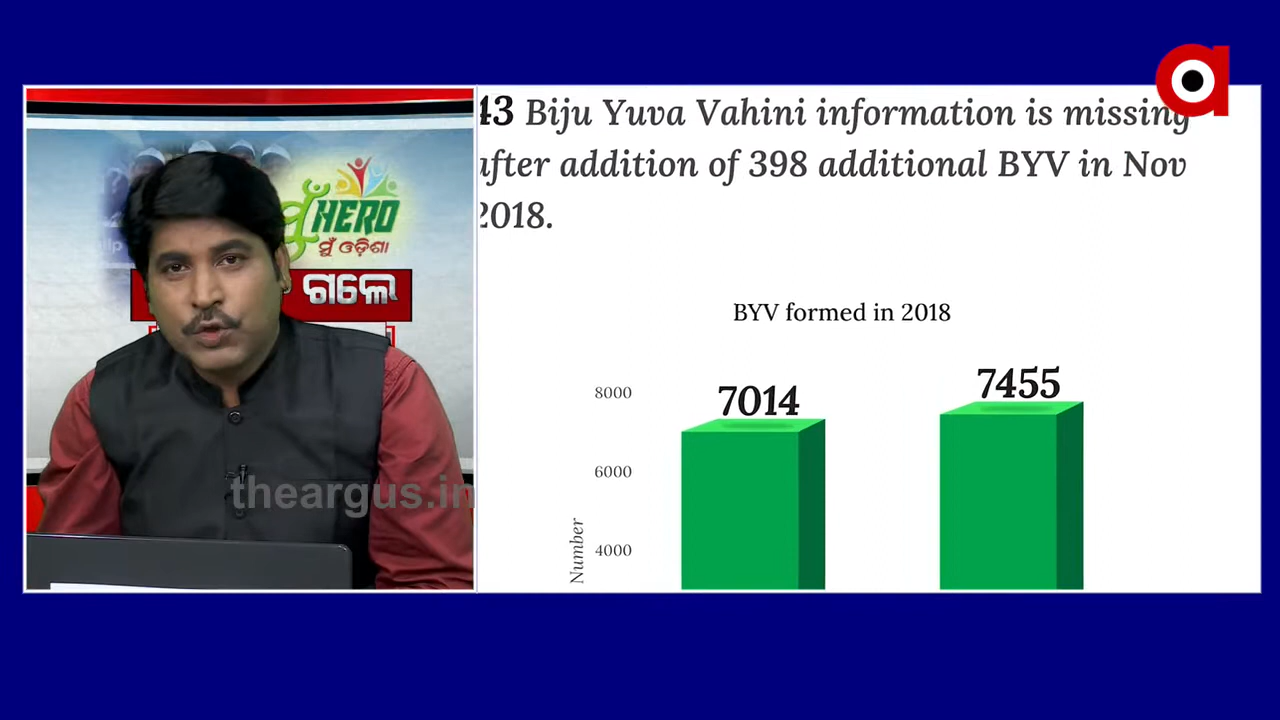 ମୁଁ HERO
ମୁଁ ଓଡ଼ିଶା
ଗଲେ
theargus.in
43 Biju Yuva Vahini information is missing
after addition of 398 additional BYV in Nov
2018.
BYV formed in 2018
7014
7455
8000
6000
4000
Number
a